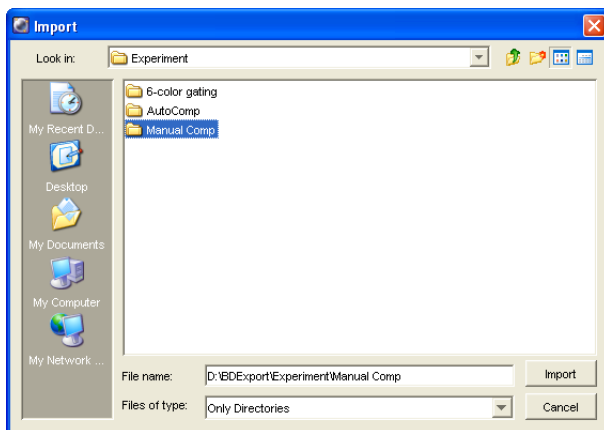 Import
Look in: Experiment
6-color gating
AutoComp
Manual Comp
My Recent D...
Desktop
My Documents
My Computer
My Network ...
File name: D:\BDExport\Experiment\Manual Comp Import
Files of type: Only Directories Cancel